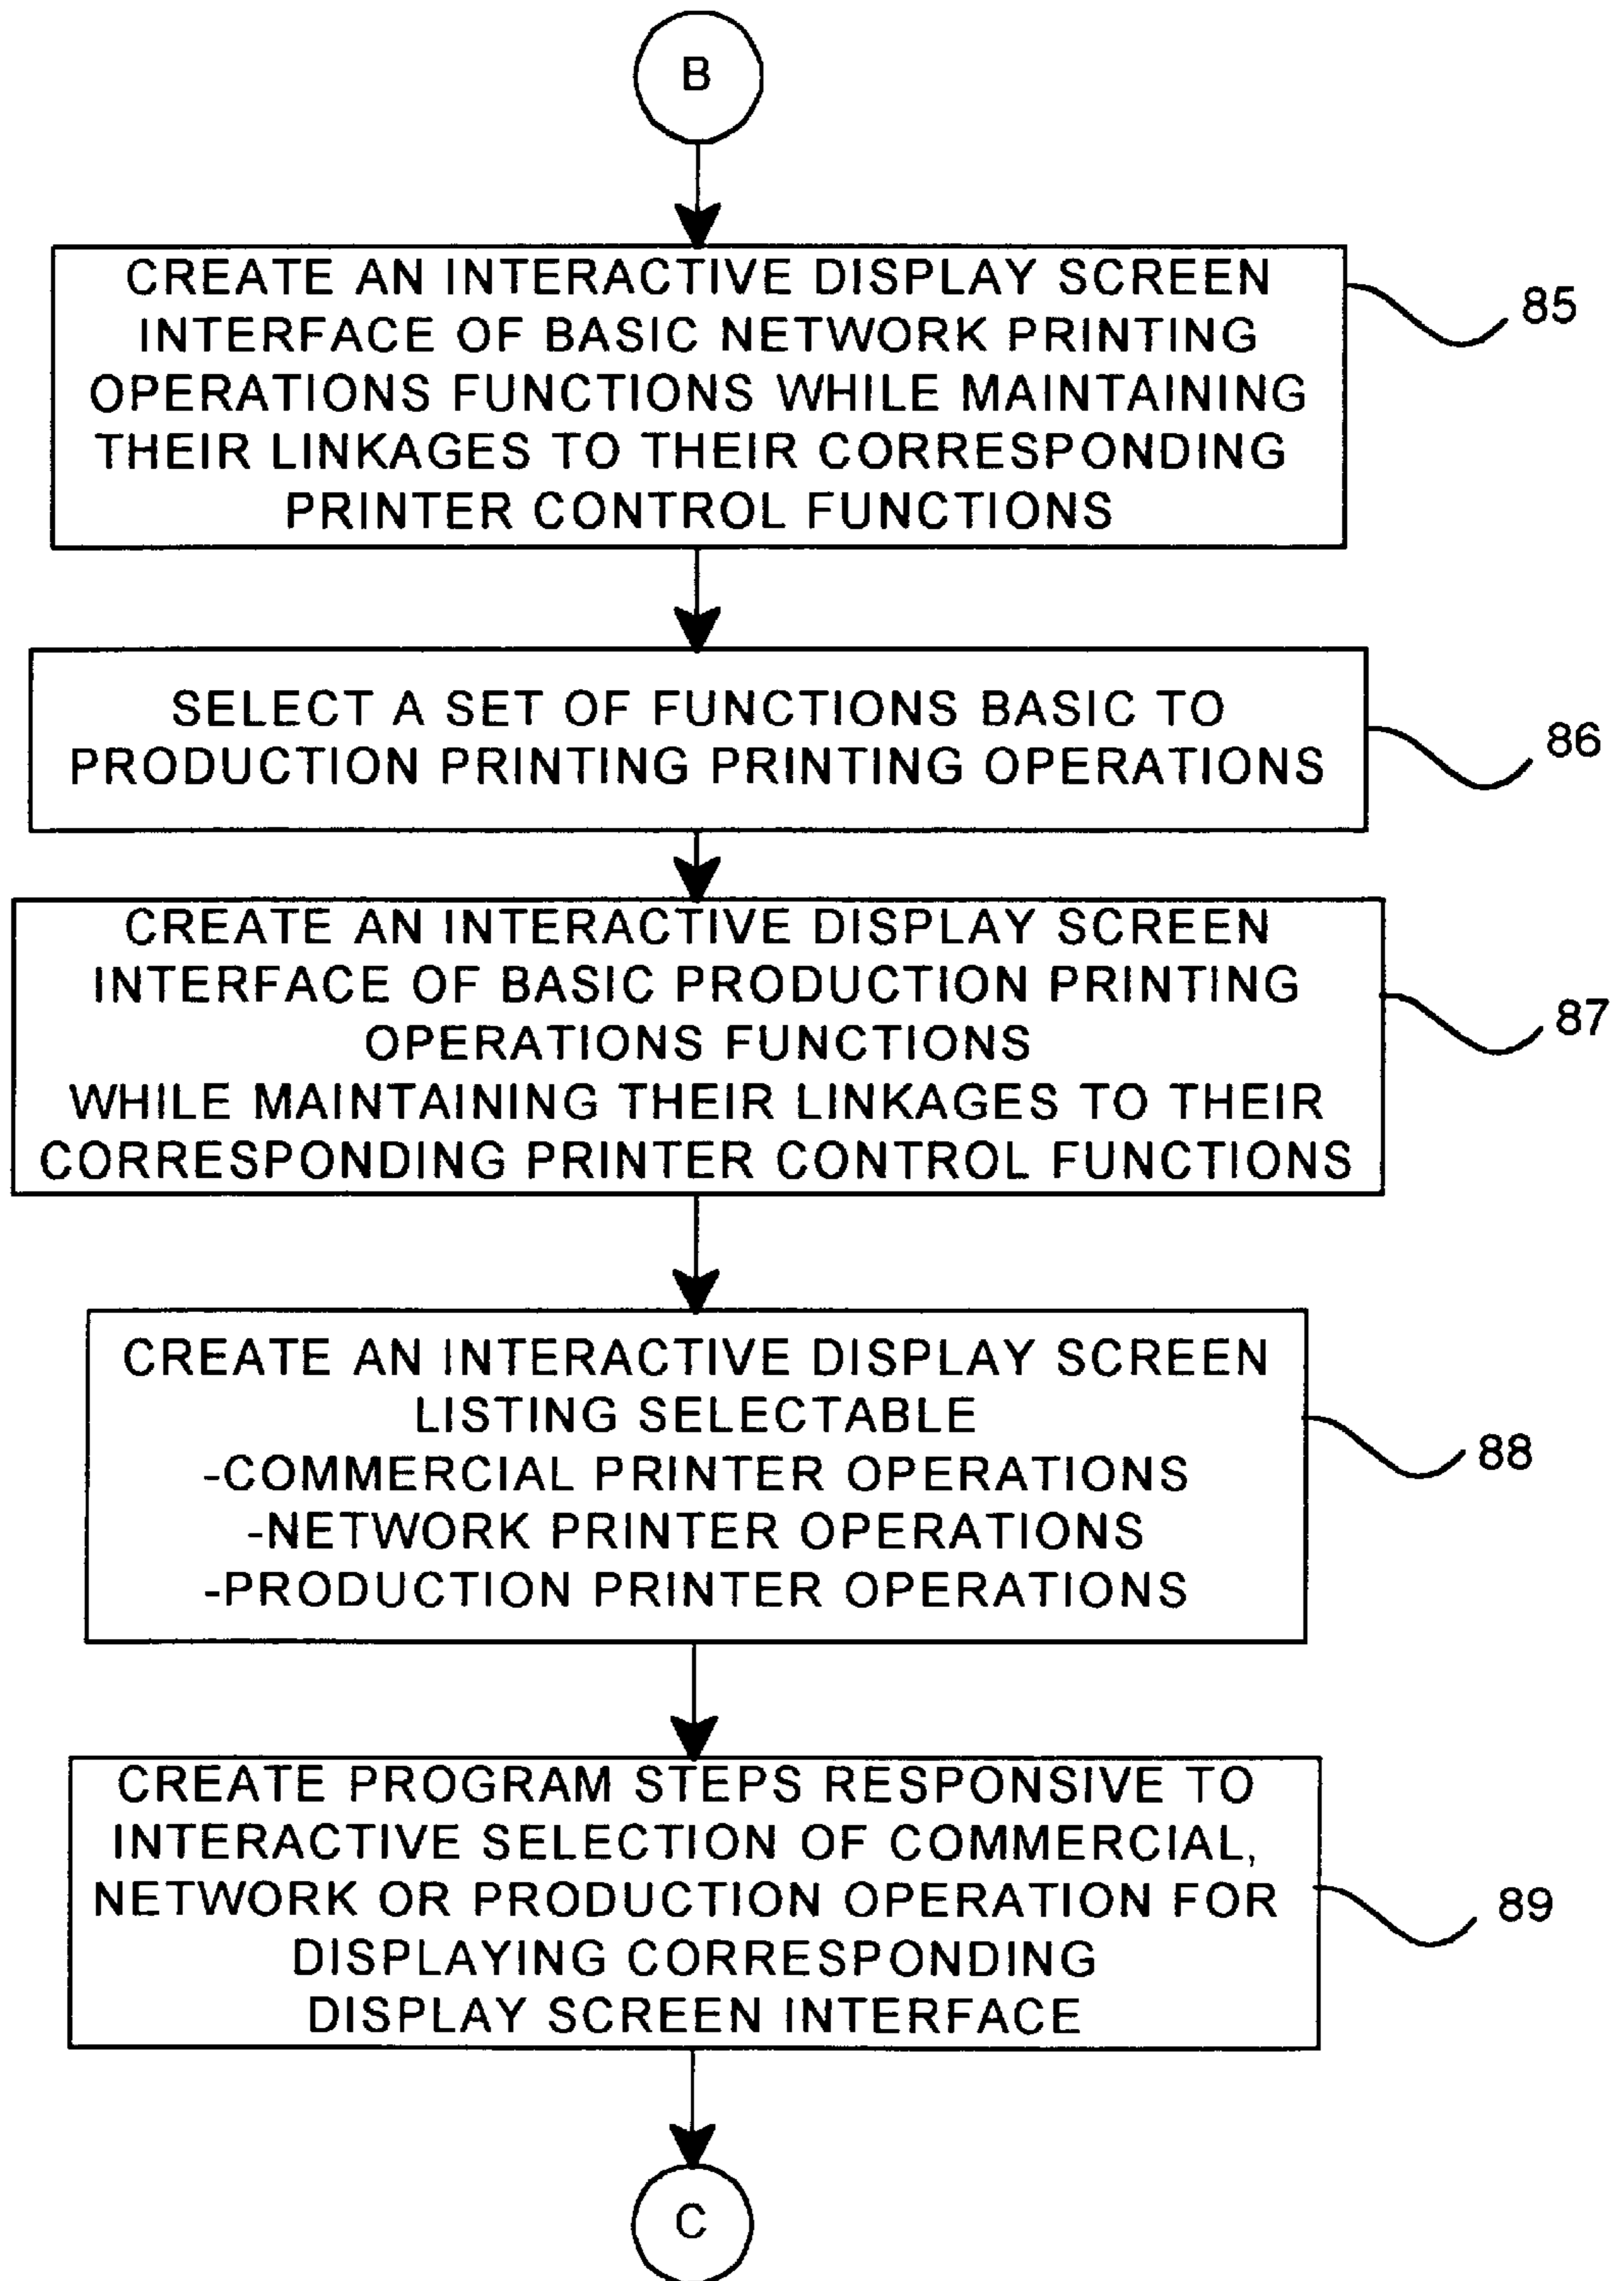 B
CREATE AN INTERACTIVE DISPLAY SCREEN
INTERFACE OF BASIC NETWORK PRINTING
OPERATIONS FUNCTIONS WHILE MAINTAINING
THEIR LINKAGES TO THEIR CORRESPONDING
PRINTER CONTROL FUNCTIONS
85
SELECT A SET OF FUNCTIONS BASIC TO
PRODUCTION PRINTING PRINTING OPERATIONS
86
CREATE AN INTERACTIVE DISPLAY SCREEN
INTERFACE OF BASIC PRODUCTION PRINTING
OPERATIONS FUNCTIONS
WHILE MAINTAINING THEIR LINKAGES TO THEIR
CORRESPONDING PRINTER CONTROL FUNCTIONS
87
CREATE AN INTERACTIVE DISPLAY SCREEN
LISTING SELECTABLE
-COMMERCIAL PRINTER OPERATIONS
-NETWORK PRINTER OPERATIONS
-PRODUCTION PRINTER OPERATIONS
88
CREATE PROGRAM STEPS RESPONSIVE TO
INTERACTIVE SELECTION OF COMMERCIAL,
NETWORK OR PRODUCTION OPERATION FOR
DISPLAYING CORRESPONDING
DISPLAY SCREEN INTERFACE
89
C